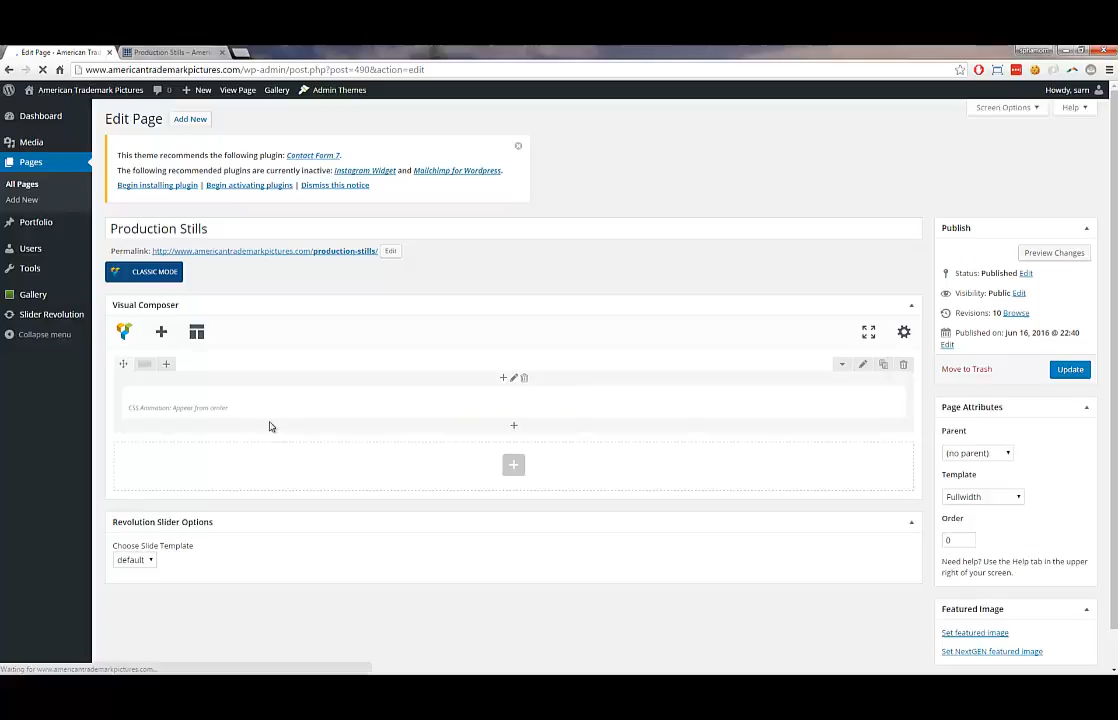 Edit Page - American Trad
Production Stills — Ameri
www.americantrademarkpictures.com/wp-admin/post.php?post=490&action=edit
American Trademark Pictures
0
New
View Page
Gallery
Admin Themes
Howdy, sam
Dashboard
Media
Pages
All Pages
Add New
Portfolio
Users
Tools
Gallery
Slider Revolution
Collapse menu
Edit Page
Add New
Screen Options
Help
This theme recommends the following plugin: Contact Form 7.
The following recommended plugins are currently inactive: Instagram Widget and Mailchimp for Wordpress.
Begin installing plugin | Begin activating plugins | Dismiss this notice
Production Stills
Permalink: http://www.americantrademarkpictures.com/production-stills/ Edit
CLASSIC MODE
Visual Composer
CSS Animation: Appear from center
Revolution Slider Options
Choose Slide Template
default
Publish
Preview Changes
Status: Published Edit
Visibility: Public Edit
Revisions: 10 Browse
Published on: Jun 16, 2016 @ 22:40
Edit
Move to Trash
Update
Page Attributes
Parent
(no parent)
Template
Fullwidth
Order
0
Need help? Use the Help tab in the upper
right of your screen.
Featured Image
Set featured image
Set NextGEN featured image
Waiting for www.americantrademarkpictures.com...